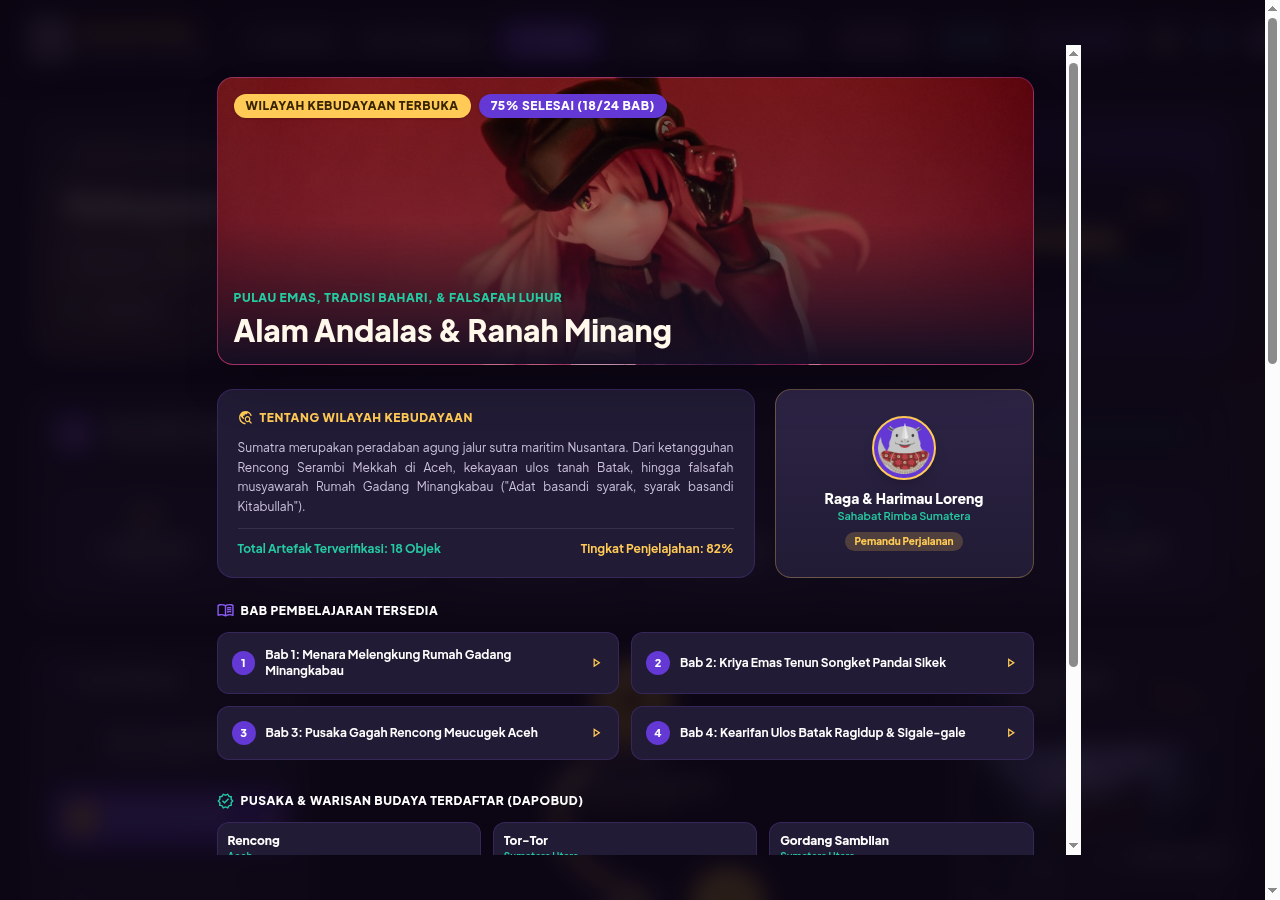 WILAYAH KEBUDAYAAN TERBUKA
75% SELESAI (18/24 BAB)
PULAU EMAS, TRADISI BAHARI, & FALSAFAH LUHUR
Alam Andalas & Ranah Minang
TENTANG WILAYAH KEBUDAYAAN
Sumatra merupakan peradaban agung jalur sutra maritim Nusantara. Dari ketangguhan
Rencong Serambi Mekkah di Aceh, kekayaan ulos tanah Batak, hingga falsafah
musyawarah Rumah Gadang Minangkabau ("Adat basandi syarak, syarak basandi
Kitabullah").
Total Artefak Terverifikasi: 18 Objek
Tingkat Penjelajahan: 82%
Raga & Harimau Loreng
Sahabat Rimba Sumatera
Pemandu Perjalanan
BAB PEMBELAJARAN TERSEDIA
1
Bab 1: Menara Melengkung Rumah Gadang
Minangkabau
2
Bab 2: Kriya Emas Tenun Songket Pandai Sikek
3
Bab 3: Pusaka Gagah Rencong Meucugek Aceh
4
Bab 4: Kearifan Ulos Batak Ragidup & Sigale-gale
PUSAKA & WARISAN BUDAYA TERDAFTAR (DAPOBUD)
Rencong
Aceh
Tor-Tor
Sumatera Utara
Gordang Sambilan
Sumatera Utara